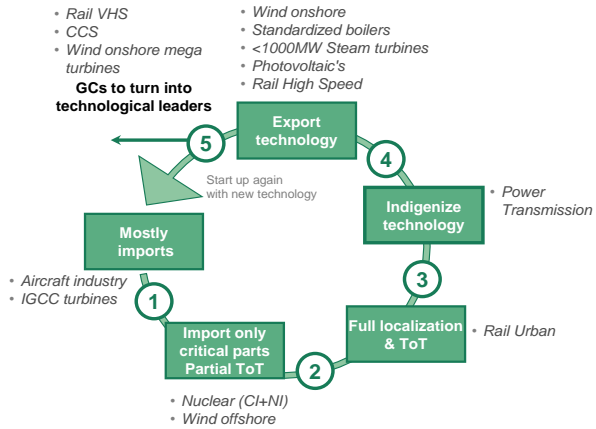 • Rail VHS
• CCS
• Wind onshore mega
turbines
• Wind onshore
• Standardized boilers
• <1000MW Steam turbines
• Photovoltaic's
• Rail High Speed
GCs to turn into
technological leaders
Export
technology
5
4
Start up again
with new technology
Indigenize
technology
• Power
Transmission
Mostly
imports
• Aircraft industry
• IGCC turbines
1
3
Import only
critical parts
Partial ToT
Full localization
& ToT
• Rail Urban
2
• Nuclear (CI+NI)
• Wind offshore